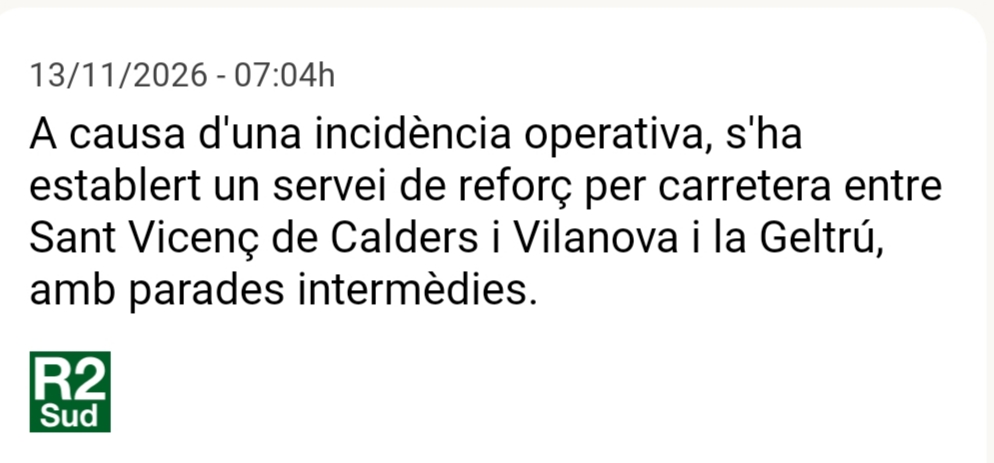 13/11/2026 - 07:04h
A causa d'una incidència operativa, s'ha
establert un servei de reforç per carretera entre
Sant Vicenç de Calders i Vilanova i la Geltrú,
amb parades intermèdies.
R2
Sud